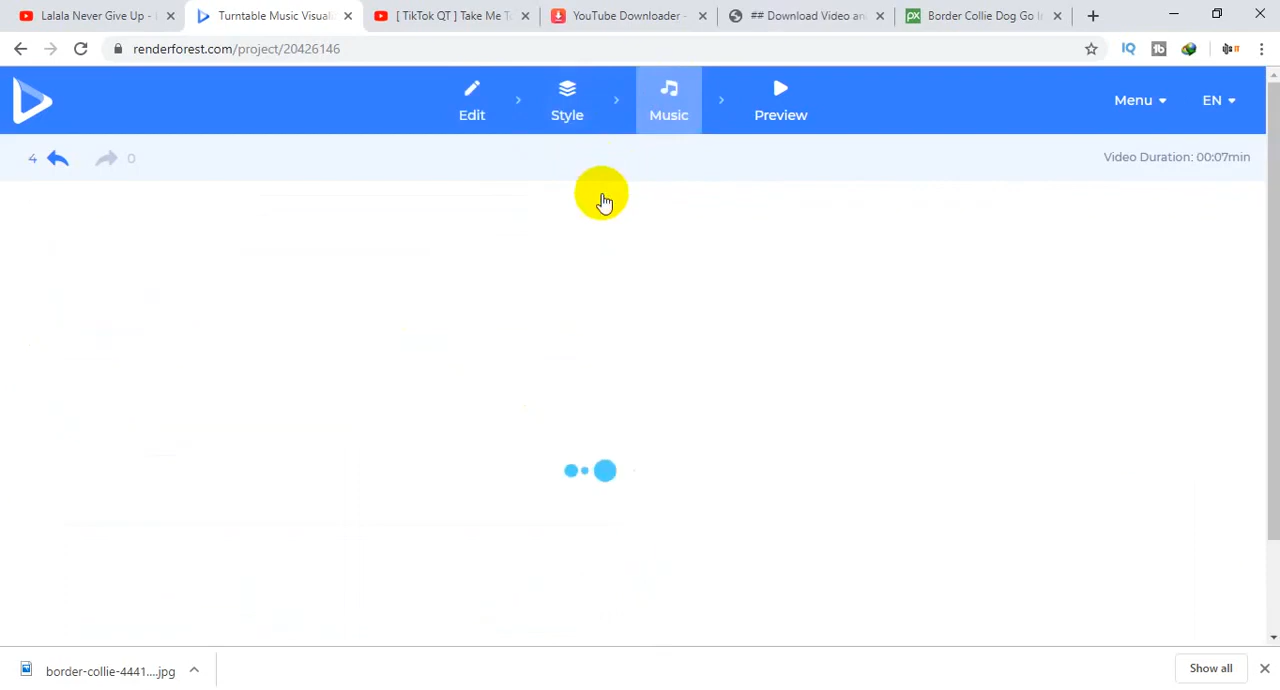 Lalala Never Give Up -
Turntable Music Visuali
[ TikTok QT ] Take Me T
YouTube Downloader -
## Download Video an
Border Collie Dog Go I
renderforest.com/project/20426146
Edit
Style
Music
Preview
Menu
EN
4
0
Video Duration: 00:07min
border-collie-4441....jpg
Show all